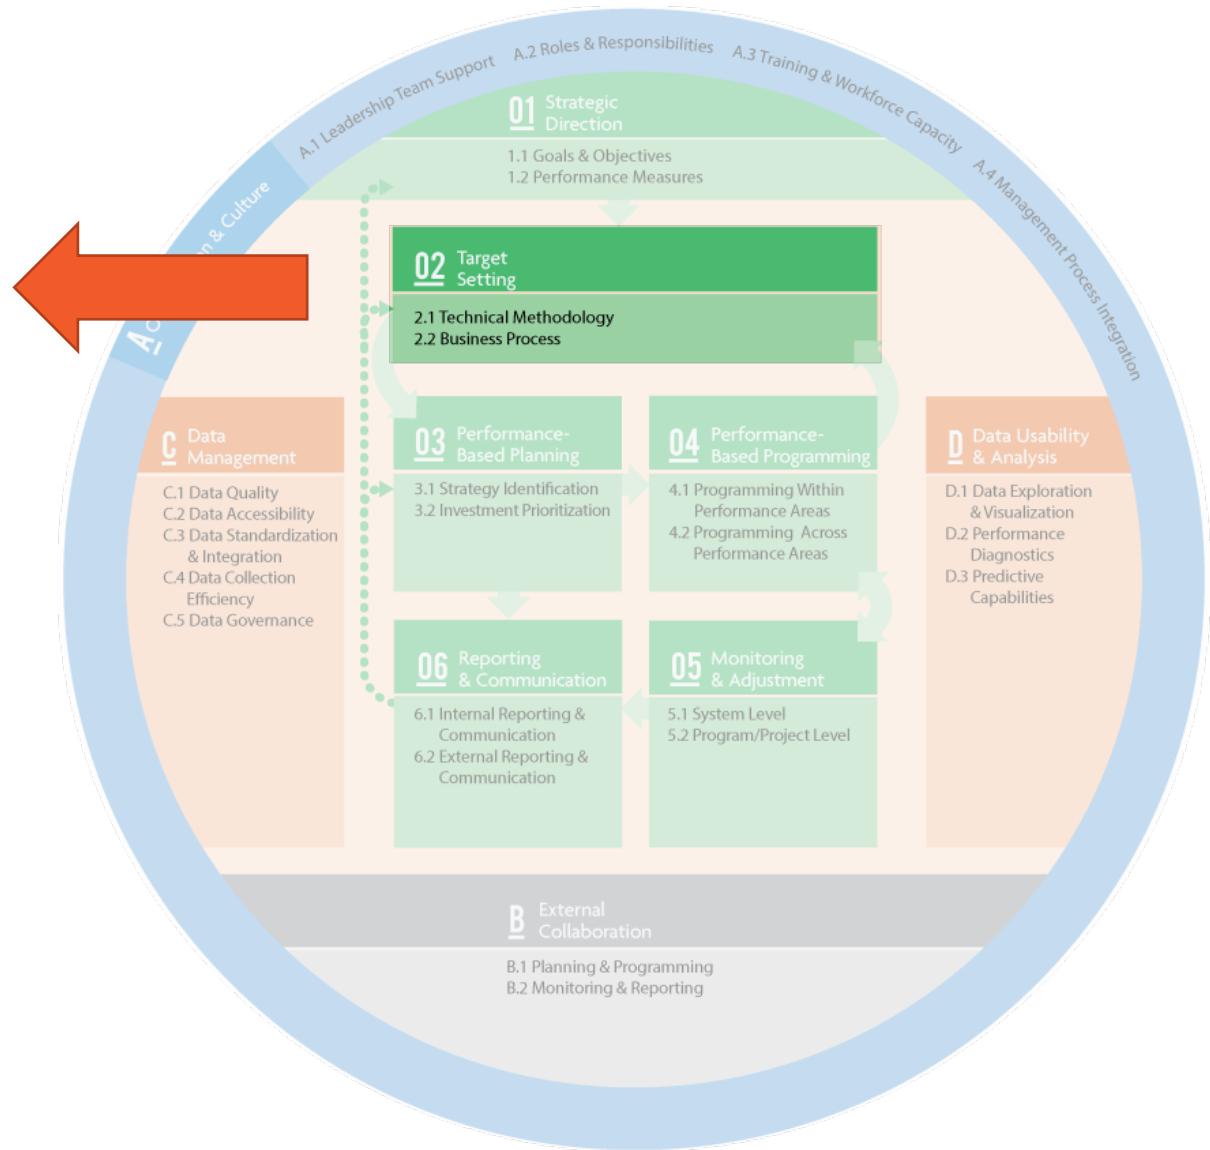 A.1 Leadership Team Support
A.2 Roles & Responsibilities
A.3 Training & Workforce Capacity
A.4 Management Process Integration
A
& Culture
01 Strategic
Direction
1.1 Goals & Objectives
1.2 Performance Measures
02 Target
Setting
2.1 Technical Methodology
2.2 Business Process
C Data
Management
C.1 Data Quality
C.2 Data Accessibility
C.3 Data Standardization
& Integration
C.4 Data Collection
Efficiency
C.5 Data Governance
03 Performance-
Based Planning
3.1 Strategy Identification
3.2 Investment Prioritization
04 Performance-
Based Programming
4.1 Programming Within
Performance Areas
4.2 Programming Across
Performance Areas
D Data Usability
& Analysis
D.1 Data Exploration
& Visualization
D.2 Performance
Diagnostics
D.3 Predictive
Capabilities
06 Reporting
& Communication
6.1 Internal Reporting &
Communication
6.2 External Reporting &
Communication
05 Monitoring
& Adjustment
5.1 System Level
5.2 Program/Project Level
B External
Collaboration
B.1 Planning & Programming
B.2 Monitoring & Reporting